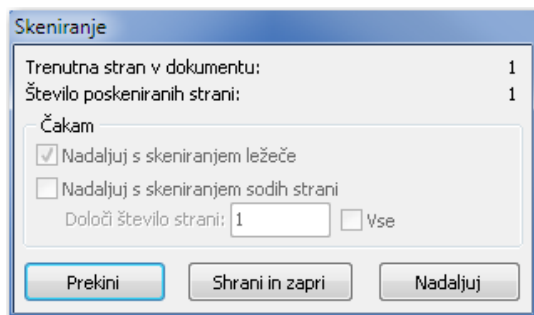 Skeniranje
Trenutna stran v dokumentu: 1
Število poskeniranih strani: 1
Čakam
Nadaljuj s skeniranjem ležeče
Nadaljuj s skeniranjem sodih strani
Določi število strani: 1 Vse
Prekini Shrani in zapri Nadaljuj